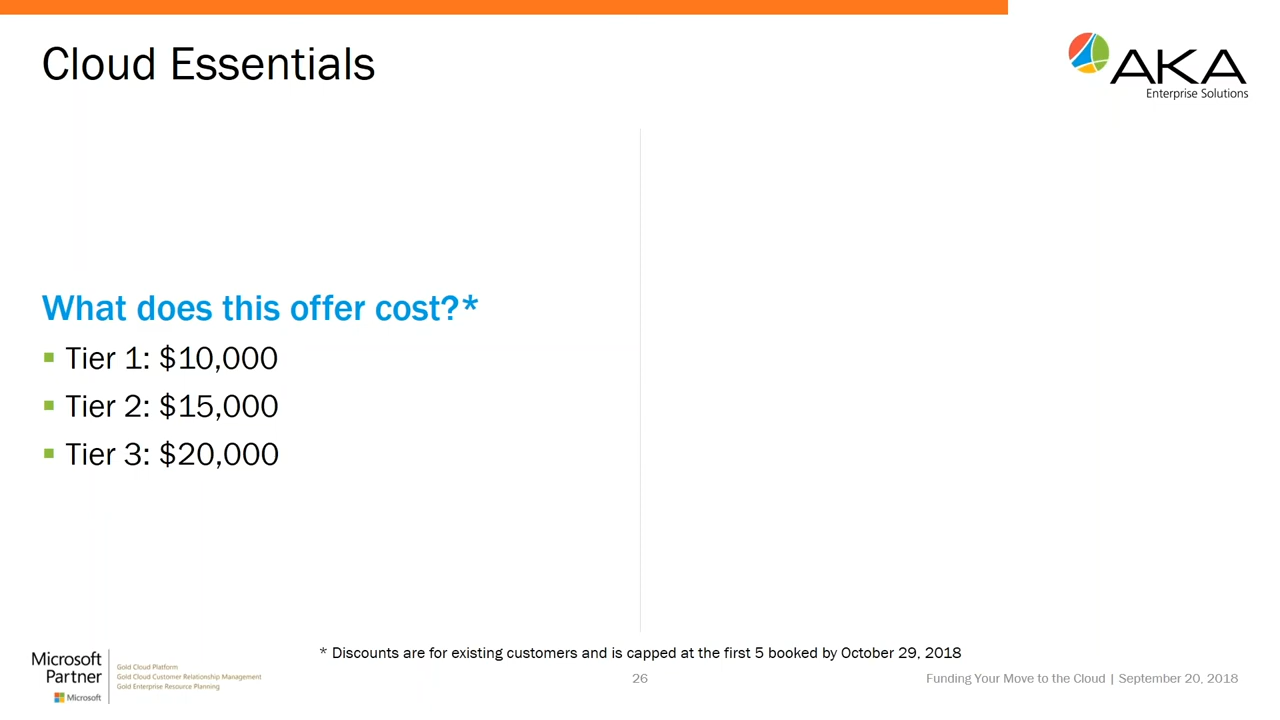 Cloud Essentials
AKA
Enterprise Solutions
What does this offer cost?*
▪ Tier 1: $10,000
▪ Tier 2: $15,000
▪ Tier 3: $20,000
* Discounts are for existing customers and is capped at the first 5 booked by October 29, 2018
Microsoft
Partner
Microsoft
Gold Cloud Platform
Gold Cloud Customer Relationship Management
Gold Enterprise Resource Planning
26
Funding Your Move to the Cloud | September 20, 2018